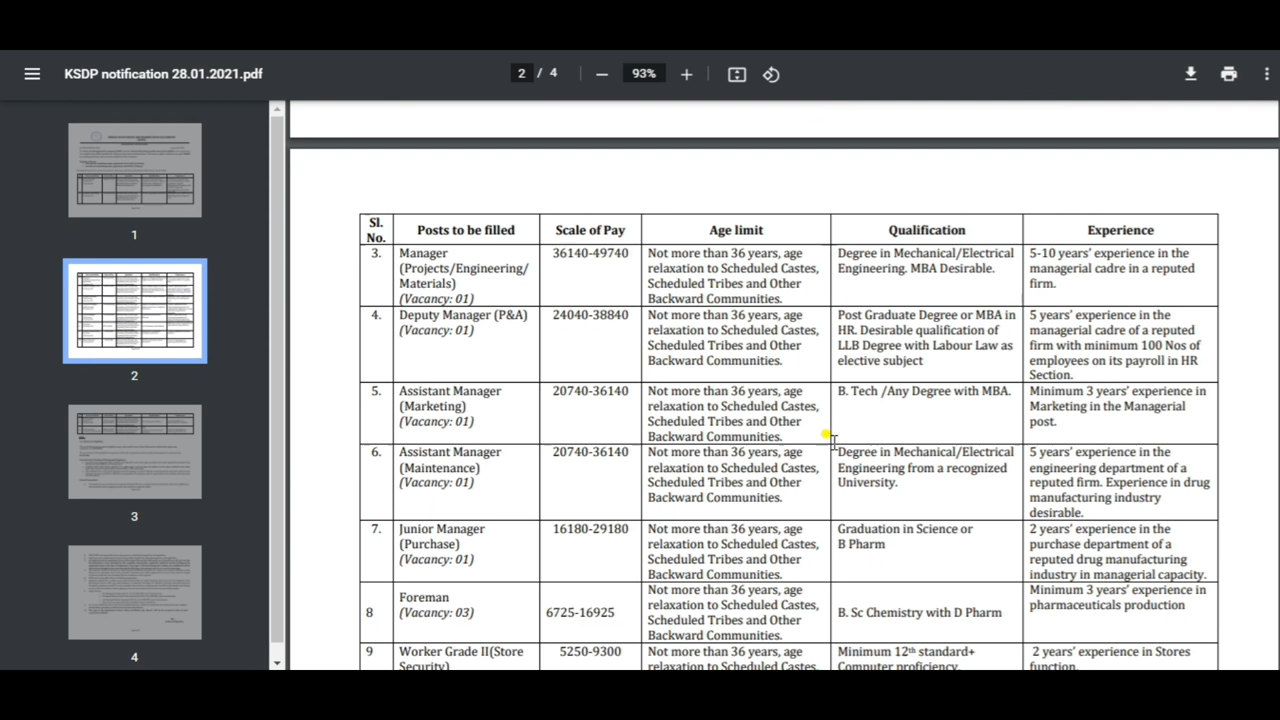 KSDP notification 28.01.2021.pdf
2 / 4
93%
1
2
3
4
Sl. No.
Posts to be filled
Scale of Pay
Age limit
Qualification
Experience
3.
Manager
(Projects/Engineering/
Materials)
(Vacancy: 01)
36140-49740
Not more than 36 years, age
relaxation to Scheduled Castes,
Scheduled Tribes and Other
Backward Communities.
Degree in Mechanical/Electrical
Engineering. MBA Desirable.
5-10 years' experience in the
managerial cadre in a reputed
firm.
4.
Deputy Manager (P&A)
(Vacancy: 01)
24040-38840
Not more than 36 years, age
relaxation to Scheduled Castes,
Scheduled Tribes and Other
Backward Communities.
Post Graduate Degree or MBA in
HR. Desirable qualification of
LLB Degree with Labour Law as
elective subject
5 years' experience in the
managerial cadre of a reputed
firm with minimum 100 Nos of
employees on its payroll in HR
Section.
5.
Assistant Manager
(Marketing)
(Vacancy: 01)
20740-36140
Not more than 36 years, age
relaxation to Scheduled Castes,
Scheduled Tribes and Other
Backward Communities.
B. Tech /Any Degree with MBA.
Minimum 3 years' experience in
Marketing in the Managerial
post.
6.
Assistant Manager
(Maintenance)
(Vacancy: 01)
20740-36140
Not more than 36 years, age
relaxation to Scheduled Castes,
Scheduled Tribes and Other
Backward Communities.
Degree in Mechanical/Electrical
Engineering from a recognized
University.
5 years' experience in the
engineering department of a
reputed firm. Experience in drug
manufacturing industry
desirable.
7.
Junior Manager
(Purchase)
(Vacancy: 01)
16180-29180
Not more than 36 years, age
relaxation to Scheduled Castes,
Scheduled Tribes and Other
Backward Communities.
Graduation in Science or
B Pharm
2 years' experience in the
purchase department of a
reputed drug manufacturing
industry in managerial capacity.
8
Foreman
(Vacancy: 03)
6725-16925
Not more than 36 years, age
relaxation to Scheduled Castes,
Scheduled Tribes and Other
Backward Communities.
B. Sc Chemistry with D Pharm
Minimum 3 years' experience in
pharmaceuticals production
9
Worker Grade II(Store
Security)
5250-9300
Not more than 36 years, age
relaxation to Scheduled Castes,
Minimum 12th standard+
Computer proficiency.
2 years' experience in Stores
function.